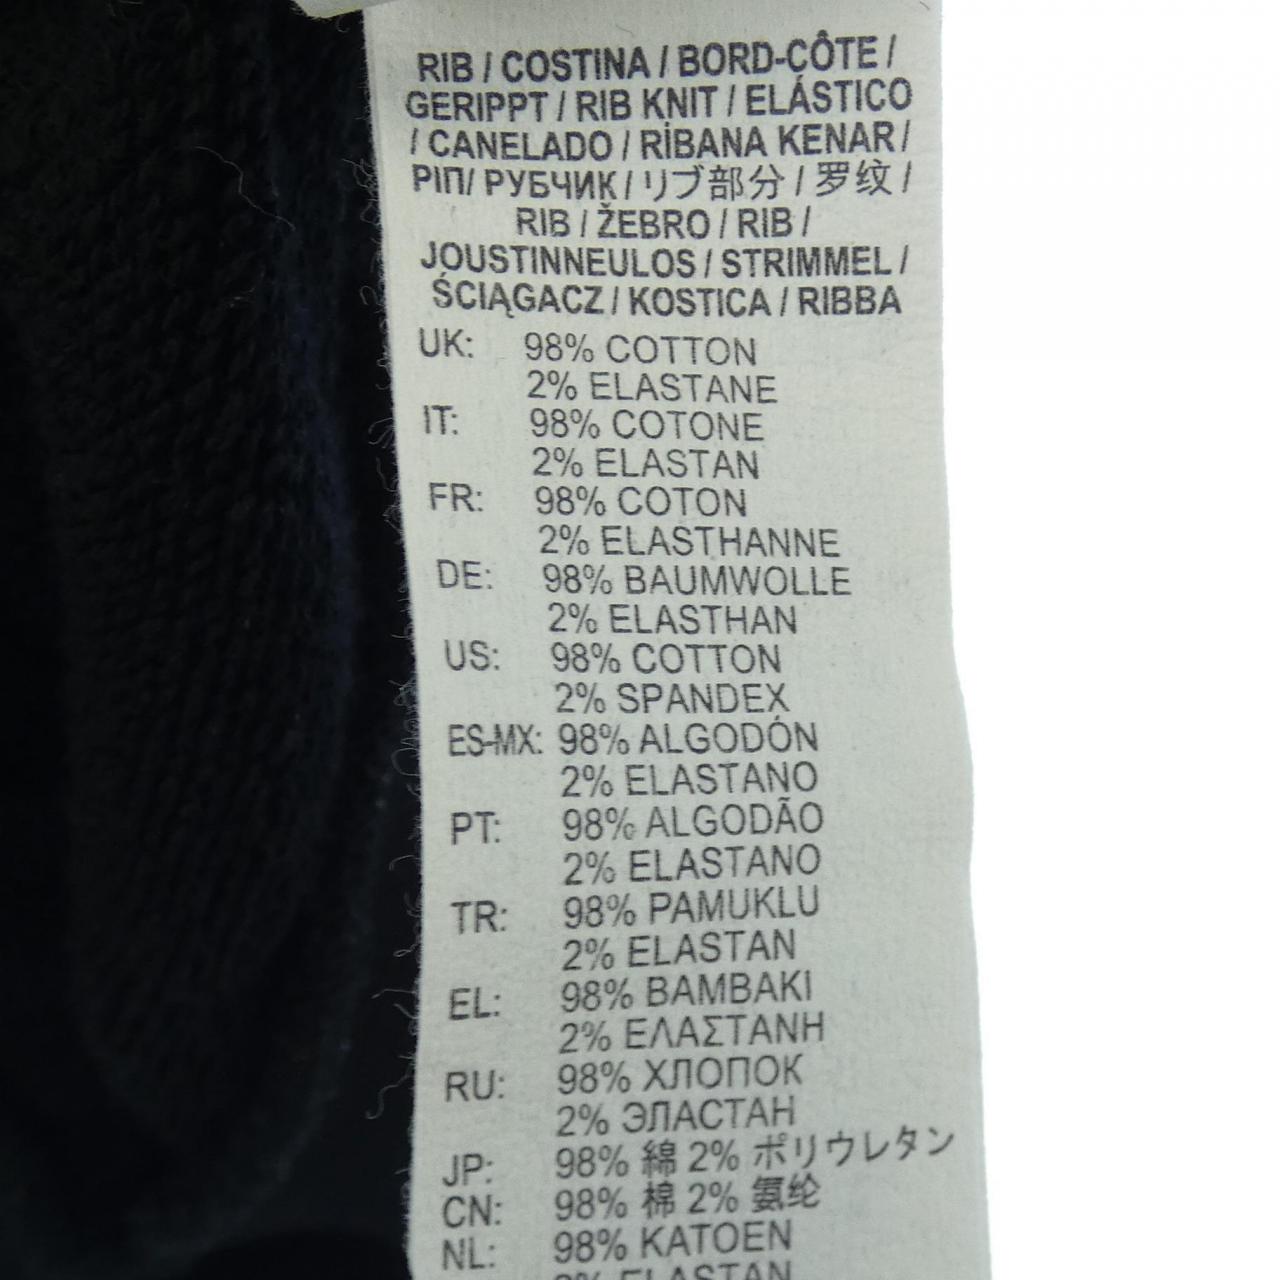 RIB / COSTINA / BORD-CÔTE /
GERIPPT / RIB KNIT / ELÁSTICO
/ CANELADO / RİBANA KENAR /
ΡΙΠ/ РУБЧИК / リブ部分 / 罗纹 /
RIB / ŽEBRO / RIB /
JOUSTINNEULOS / STRIMMEL /
ŚCIĄGACZ / KOSTICA / RIBBA
UK: 98% COTTON
2% ELASTANE
IT: 98% COTONE
2% ELASTAN
FR: 98% COTON
2% ELASTHANNE
DE: 98% BAUMWOLLE
2% ELASTHAN
US: 98% COTTON
2% SPANDEX
ES-MX: 98% ALGODÓN
2% ELASTANO
PT: 98% ALGODÃO
2% ELASTANO
TR: 98% PAMUKLU
2% ELASTAN
EL: 98% ΒΑΜΒΑΚΙ
2% ΕΛΑΣΤΑΝΗ
RU: 98% ХЛОПОК
2% ЭЛАСТАН
JP: 98% 綿 2% ポリウレタン
CN: 98% 棉 2% 氨纶
NL: 98% KATOEN
2% ELASTAN